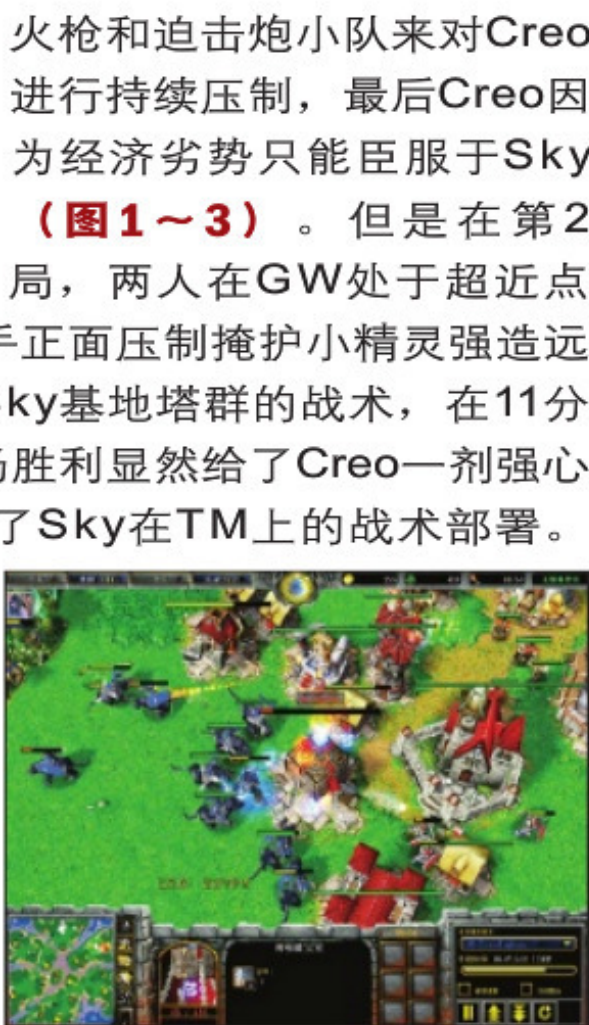 火枪和迫击炮小队来对Creo
进行持续压制，最后Creo因
为经济劣势只能臣服于Sky
（图1～3）。但是在第2
局，两人在GW处于超近点
手正面压制掩护小精灵强造远
Sky基地塔群的战术，在11分
场胜利显然给了Creo一剂强心
了Sky在TM上的战术部署。